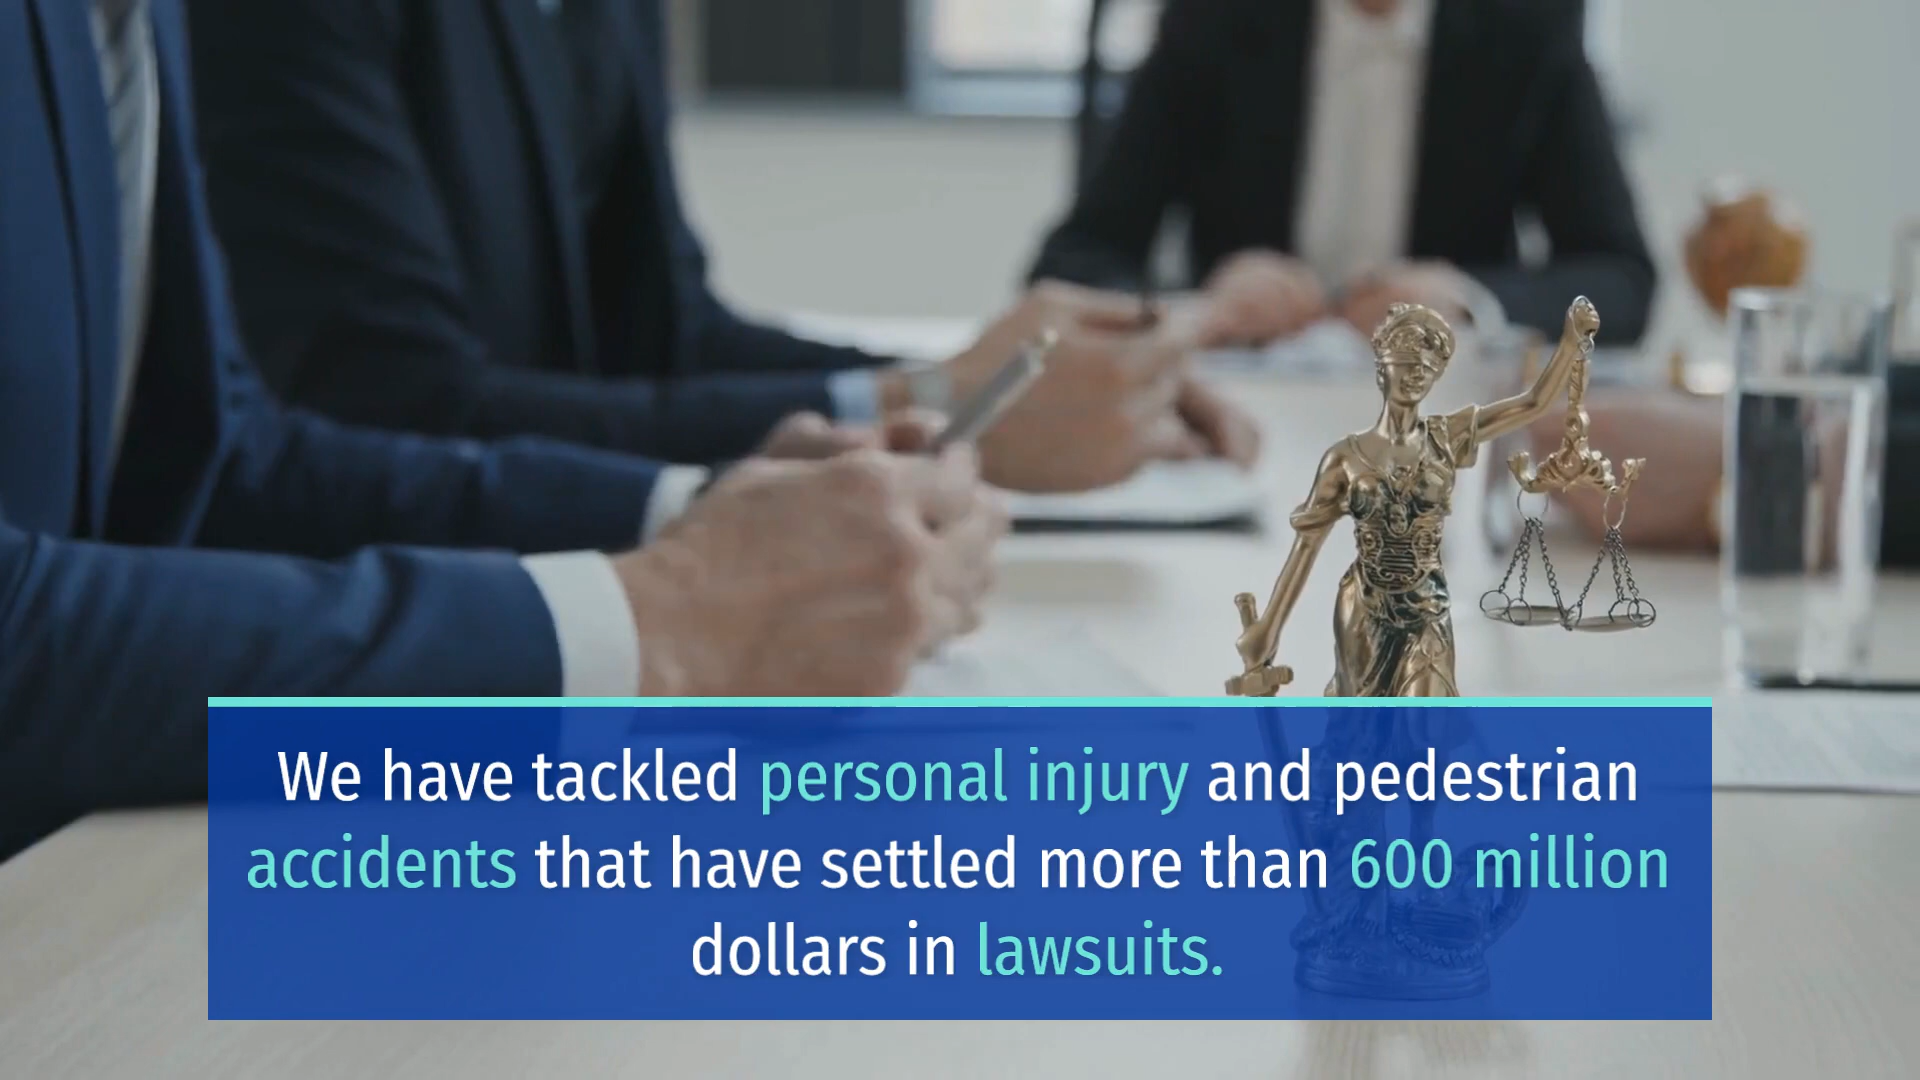 We have tackled personal injury and pedestrian
accidents that have settled more than 600 million
dollars in lawsuits.